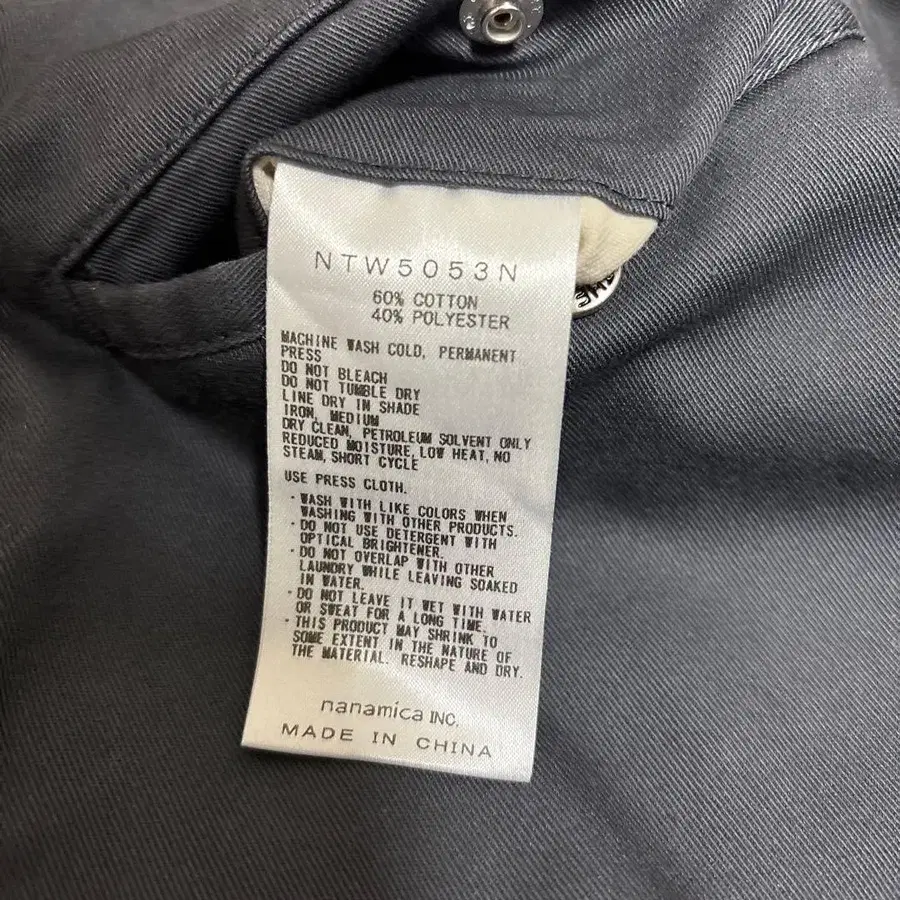 NTW5053N
60% COTTON
40% POLYESTER
MACHINE WASH COLD, PERMANENT
PRESS
DO NOT BLEACH
DO NOT TUMBLE DRY
LINE DRY IN SHADE
IRON, MEDIUM
DRY CLEAN, PETROLEUM SOLVENT ONLY
REDUCED MOISTURE, LOW HEAT, NO
STEAM, SHORT CYCLE
USE PRESS CLOTH.
・WASH WITH LIKE COLORS WHEN
WASHING WITH OTHER PRODUCTS.
・DO NOT USE DETERGENT WITH
OPTICAL BRIGHTENER.
・DO NOT OVERLAP WITH OTHER
LAUNDRY WHILE LEAVING SOAKED
IN WATER.
・DO NOT LEAVE IT WET WITH WATER
OR SWEAT FOR A LONG TIME.
・THIS PRODUCT MAY SHRINK TO
SOME EXTENT IN THE NATURE OF
THE MATERIAL. RESHAPE AND DRY.
nanamica INC.
MADE IN CHINA